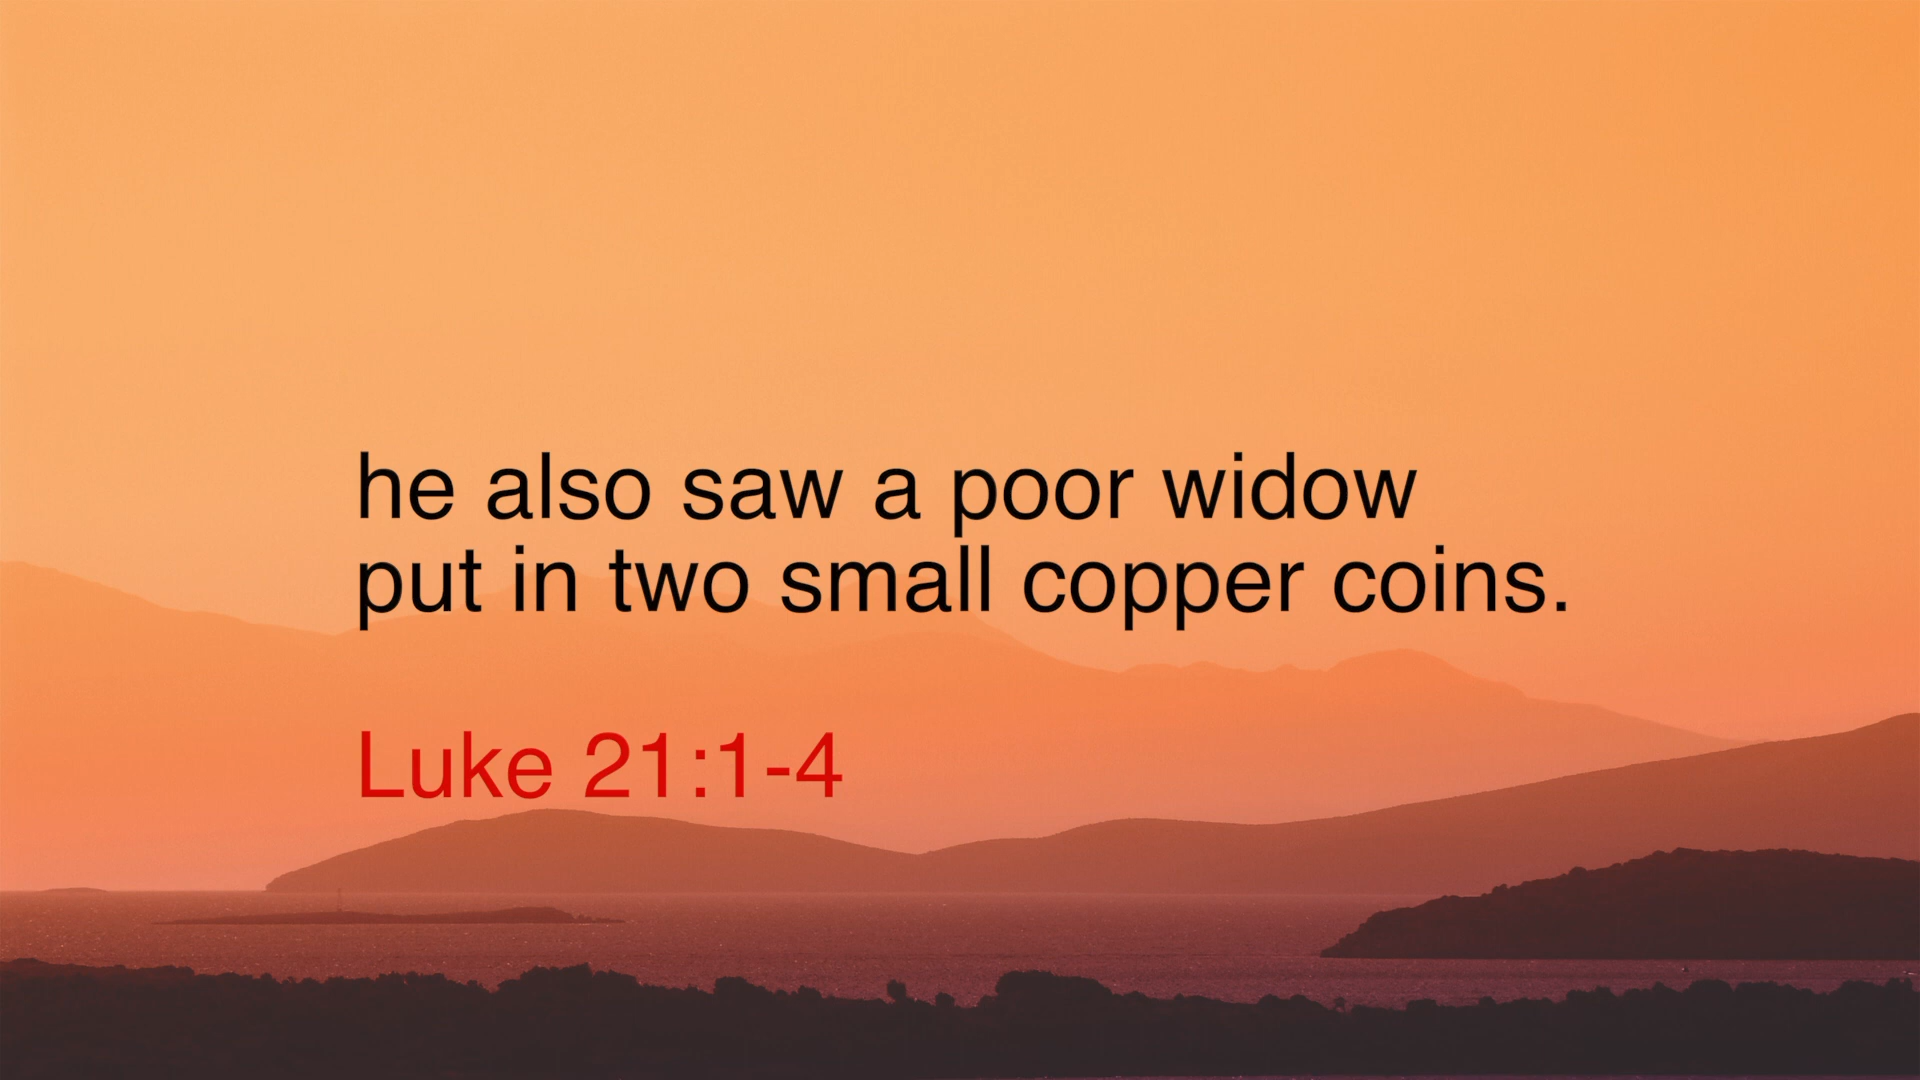 he also saw a poor widow
put in two small copper coins.
Luke 21:1-4